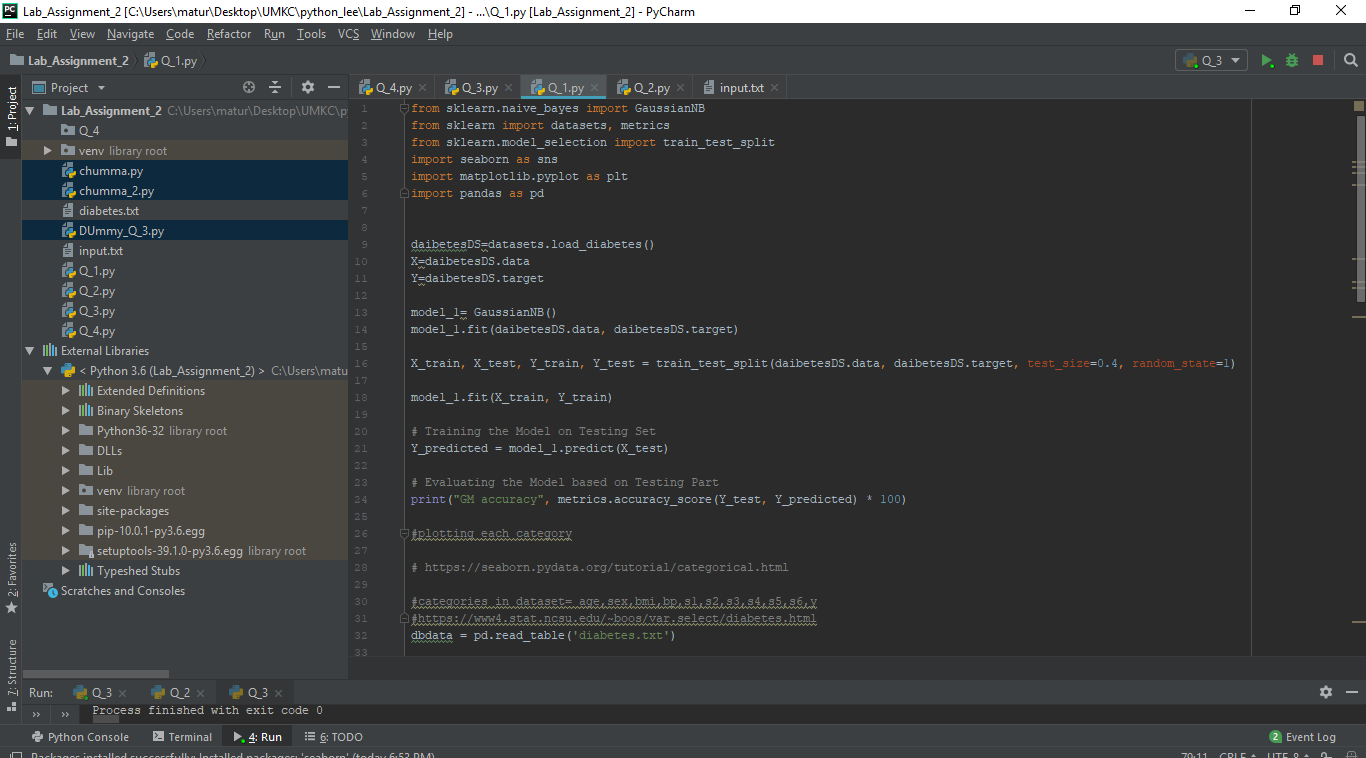 Lab_Assignment_2 [C:\Users\matur\Desktop\UMKC\python_lee\Lab_Assignment_2] - ...\Q_1.py [Lab_Assignment_2] - PyCharm
File Edit View Navigate Code Refactor Run Tools VCS Window Help
Lab_Assignment_2 Q_1.py Q_3
1: Project
Project
Q_4.py Q_3.py Q_1.py Q_2.py input.txt
Lab_Assignment_2 C:\Users\matur\Desktop\UMKC\py
Q_4
venv library root
chumma.py
chumma_2.py
diabetes.txt
DUmmy_Q_3.py
input.txt
Q_1.py
Q_2.py
Q_3.py
Q_4.py
External Libraries
< Python 3.6 (Lab_Assignment_2) > C:\Users\matu
Extended Definitions
Binary Skeletons
Python36-32 library root
DLLs
Lib
venv library root
site-packages
pip-10.0.1-py3.6.egg
setuptools-39.1.0-py3.6.egg library root
Typeshed Stubs
Scratches and Consoles
2: Favorites
7: Structure
1 from sklearn.naive_bayes import GaussianNB
2 from sklearn import datasets, metrics
3 from sklearn.model_selection import train_test_split
4 import seaborn as sns
5 import matplotlib.pyplot as plt
6 import pandas as pd
7
8
9 daibetesDS=datasets.load_diabetes()
10 X=daibetesDS.data
11 Y=daibetesDS.target
12
13 model_1= GaussianNB()
14 model_1.fit(daibetesDS.data, daibetesDS.target)
15
16 X_train, X_test, Y_train, Y_test = train_test_split(daibetesDS.data, daibetesDS.target, test_size=0.4, random_state=1)
17
18 model_1.fit(X_train, Y_train)
19
20 # Training the Model on Testing Set
21 Y_predicted = model_1.predict(X_test)
22
23 # Evaluating the Model based on Testing Part
24 print("GM accuracy", metrics.accuracy_score(Y_test, Y_predicted) * 100)
25
26 #plotting each category
27
28 # https://seaborn.pydata.org/tutorial/categorical.html
29
30 #categories in dataset= age,sex,bmi,bp,s1,s2,s3,s4,s5,s6,y
31 #https://www4.stat.ncsu.edu/~boos/var.select/diabetes.html
32 dbdata = pd.read_table('diabetes.txt')
33
Run: Q_3 Q_2 Q_3
Process finished with exit code 0
Python Console Terminal 4: Run 6: TODO 2 Event Log
Packages installed successfully: Installed packages: 'seaborn' (today 6:53 PM) 79:11 CRLF UTF-8